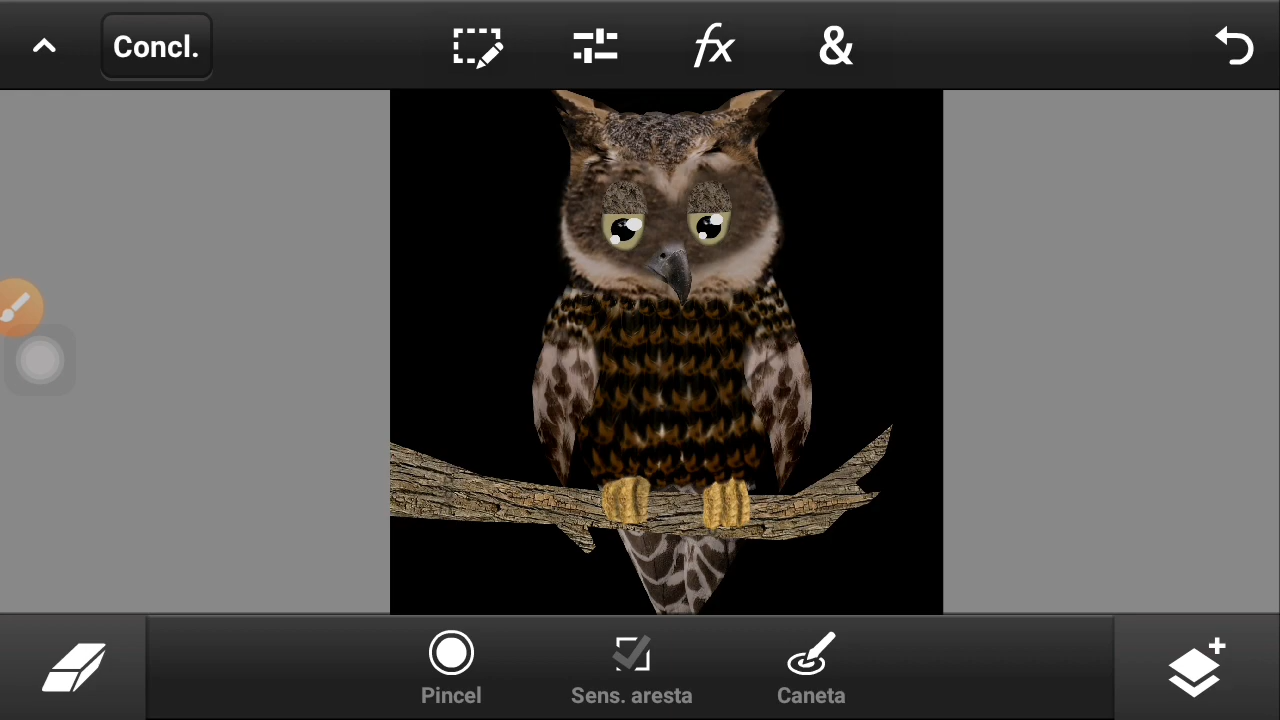 Concl.
fx
&
Pincel
Sens. aresta
Caneta